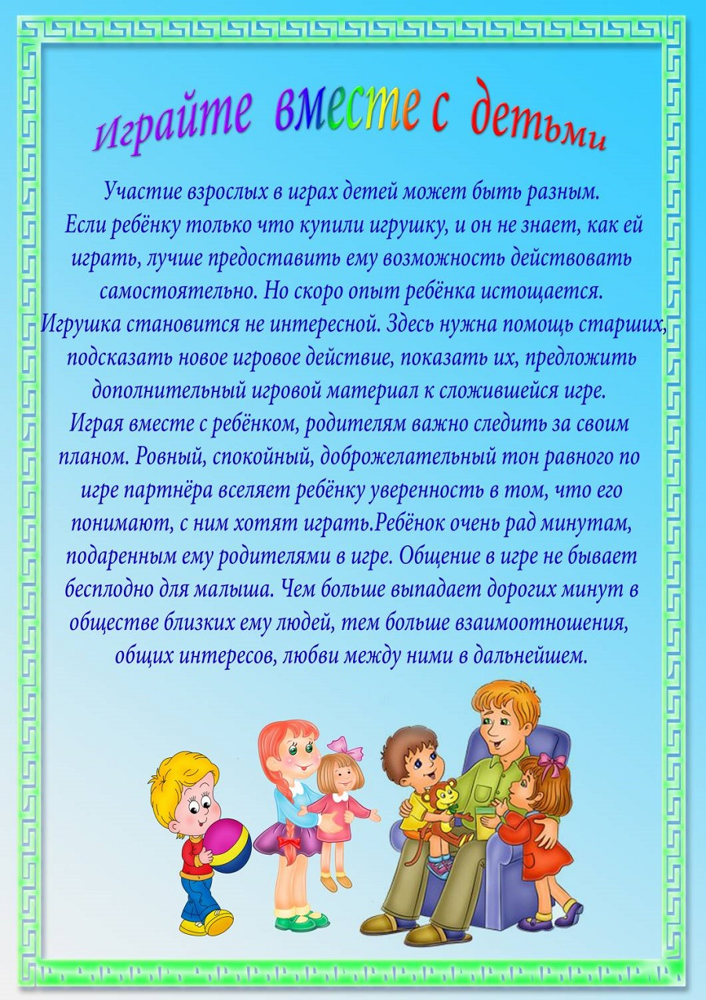 Играйте вместе с детьми
Участие взрослых в играх детей может быть разным.
Если ребёнку только что купили игрушку, и он не знает, как ей
играть, лучше предоставить ему возможность действовать
самостоятельно. Но скоро опыт ребёнка истощается.
Игрушка становится не интересной. Здесь нужна помощь старших,
подсказать новое игровое действие, показать их, предложить
дополнительный игровой материал к сложившейся игре.
Играя вместе с ребёнком, родителям важно следить за своим
планом. Ровный, спокойный, доброжелательный тон равного по
игре партнёра вселяет ребёнку уверенность в том, что его
понимают, с ним хотят играть.Ребёнок очень рад минутам,
подаренным ему родителями в игре. Общение в игре не бывает
бесплодно для малыша. Чем больше выпадает дорогих минут в
обществе близких ему людей, тем больше взаимоотношения,
общих интересов, любви между ними в дальнейшем.